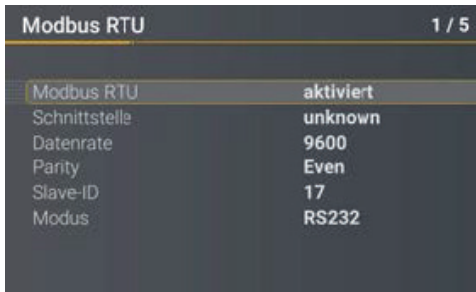 Modbus RTU 1 / 5
Modbus RTU aktiviert
Schnittstelle unknown
Datenrate 9600
Parity Even
Slave-ID 17
Modus RS232